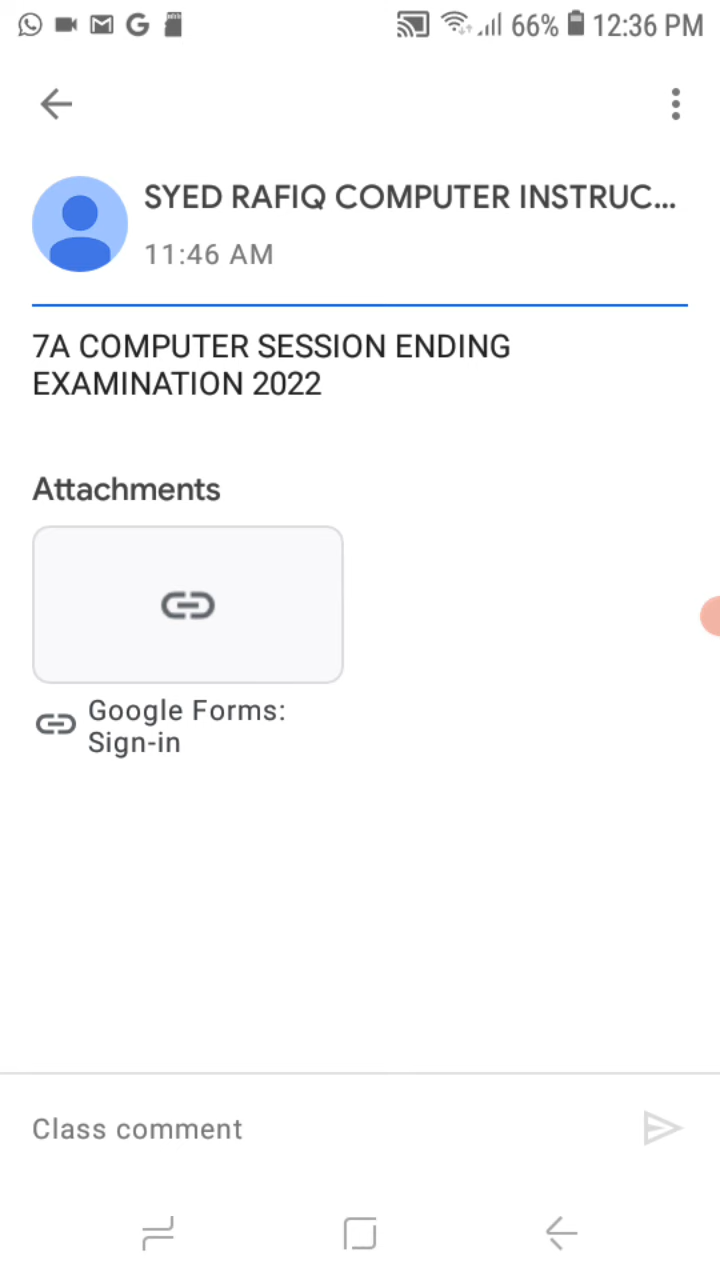 66% 12:36 PM
SYED RAFIQ COMPUTER INSTRUC...
11:46 AM
7A COMPUTER SESSION ENDING
EXAMINATION 2022
Attachments
Google Forms:
Sign-in
Class comment